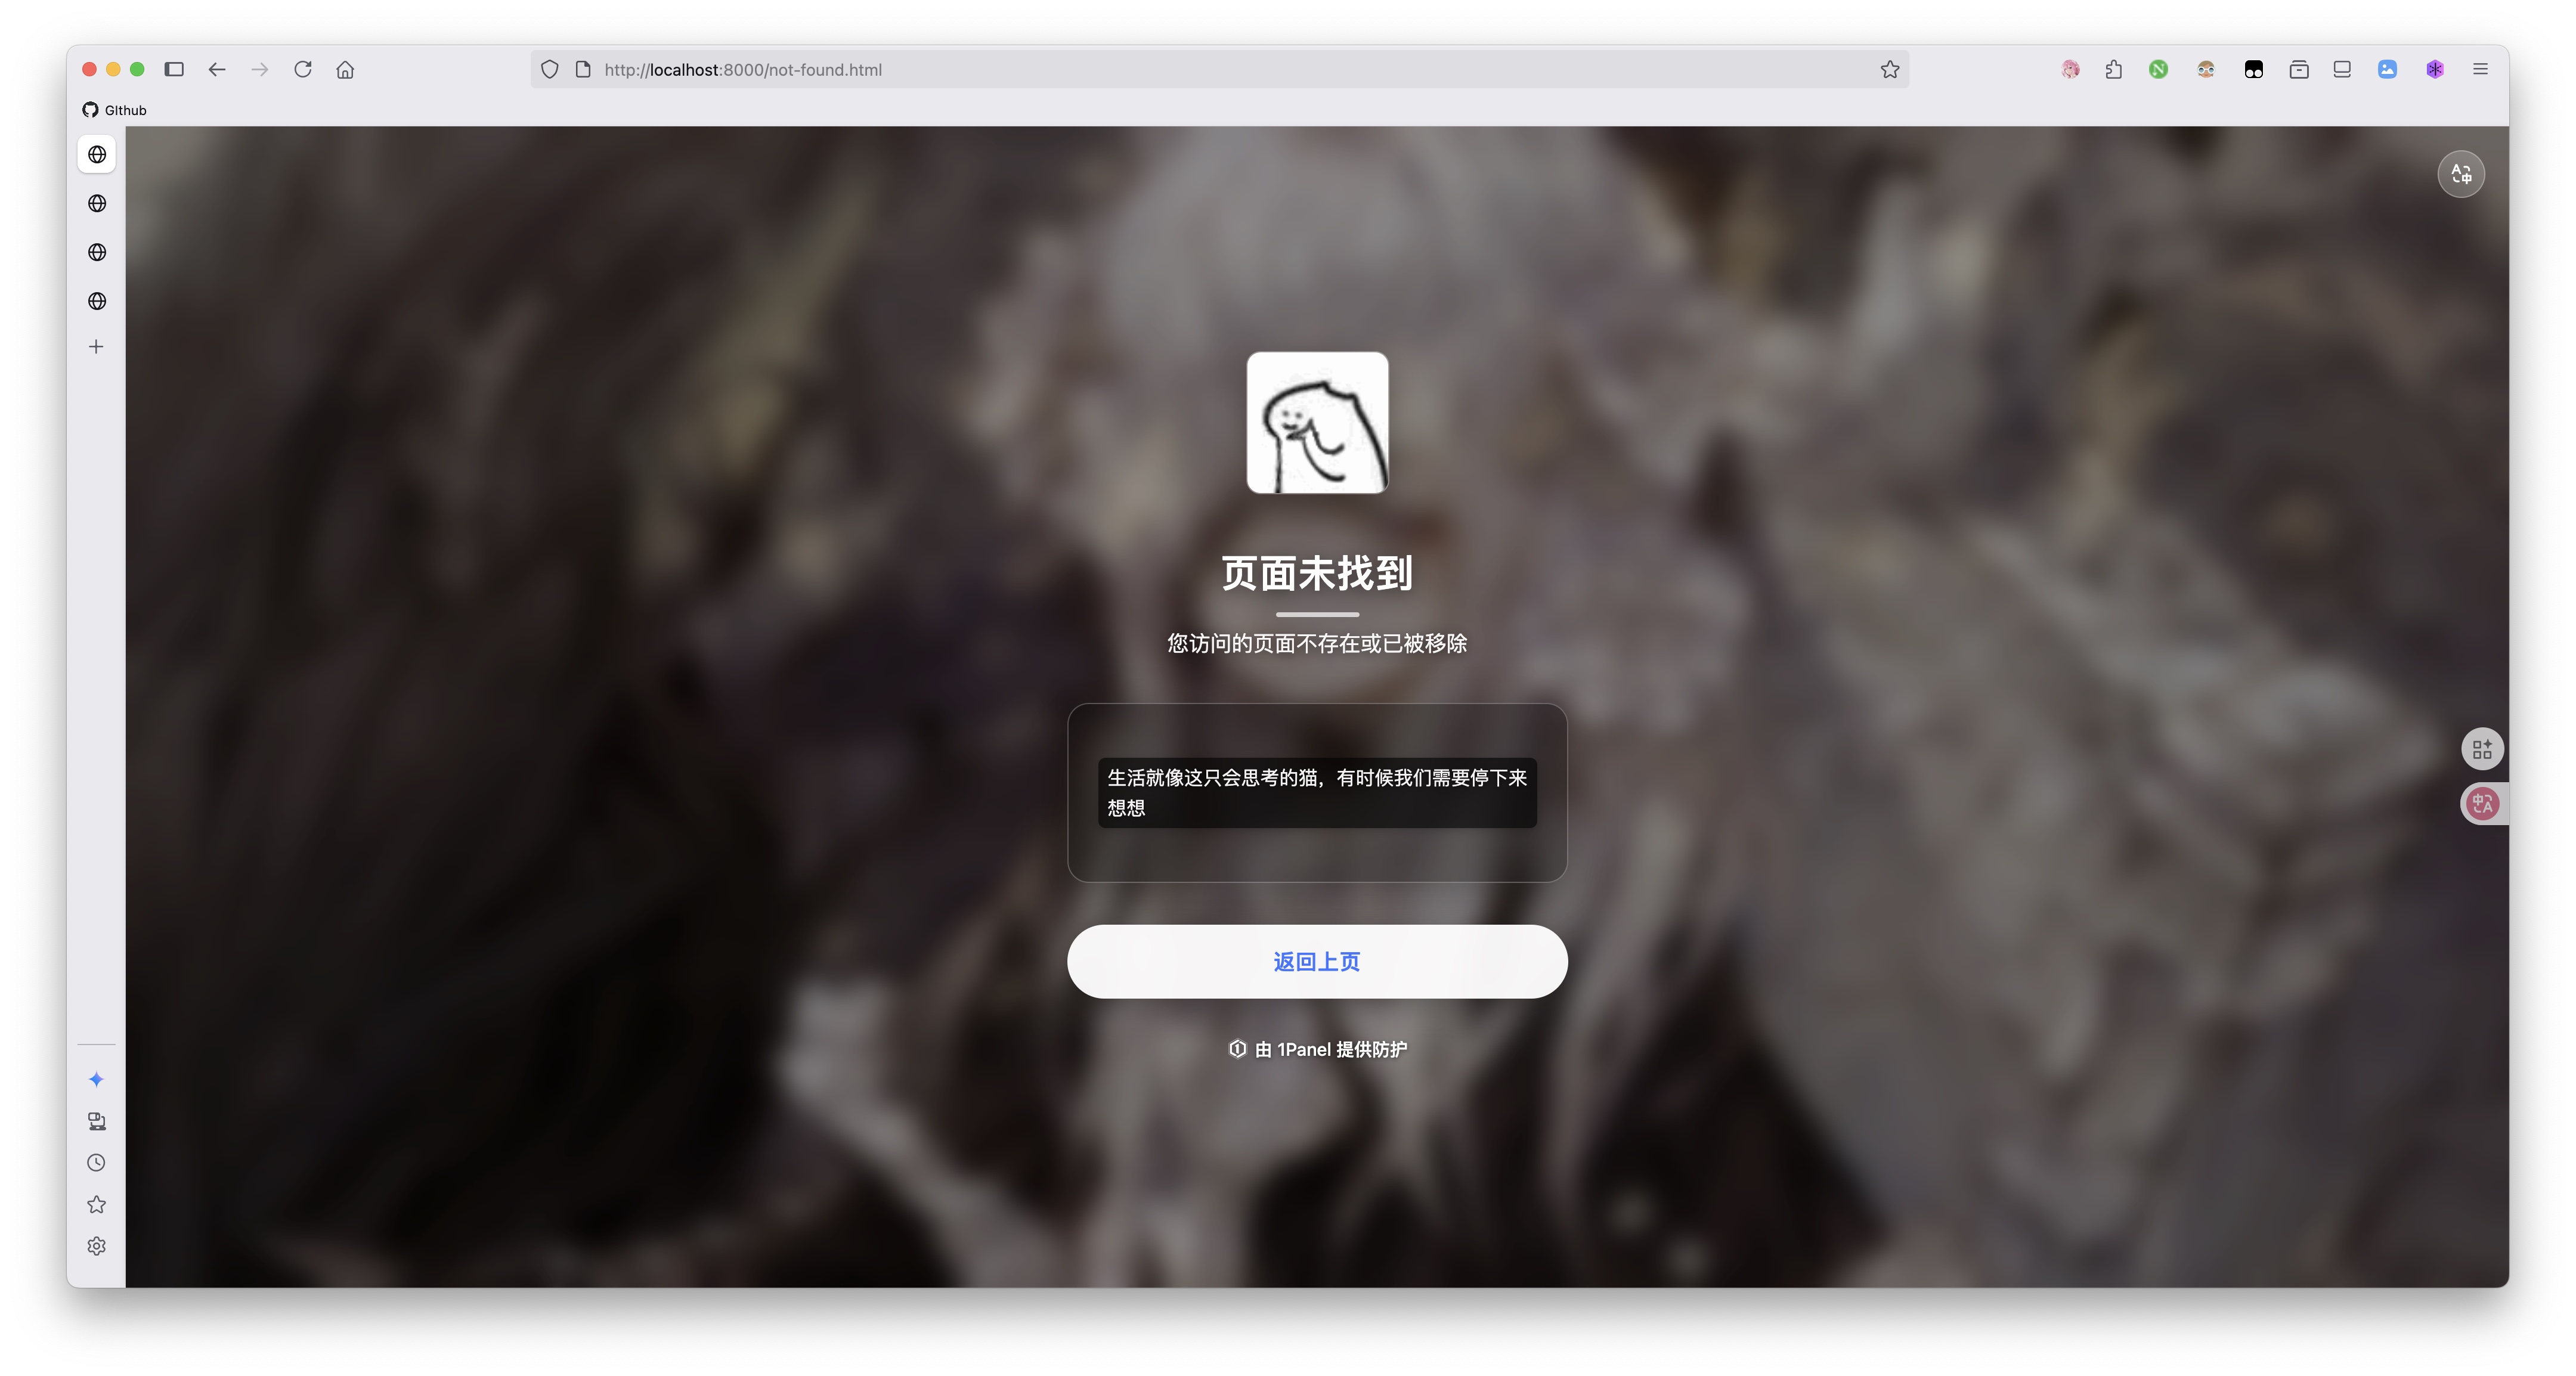 http://localhost:8000/not-found.html
GIthub
页面未找到
您访问的页面不存在或已被移除
生活就像这只会思考的猫，有时候我们需要停下来
想想
返回上页
由 1Panel 提供防护